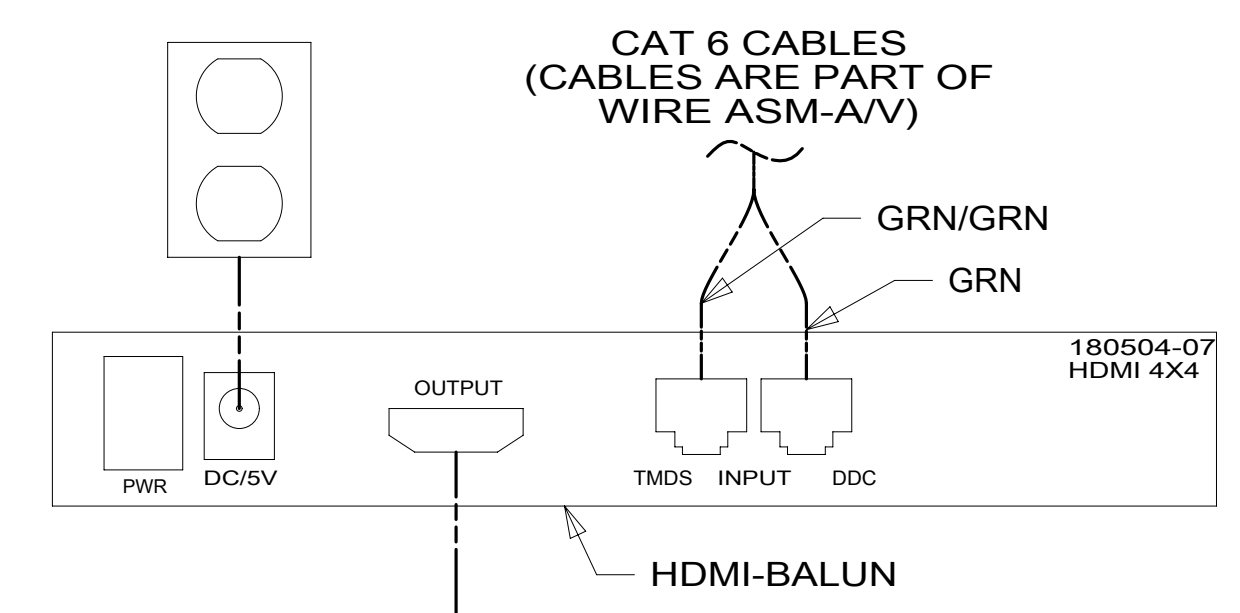 CAT 6 CABLES
(CABLES ARE PART OF
WIRE ASM-A/V)
GRN/GRN
GRN
180504-07
HDMI 4X4
OUTPUT
PWR
DC/5V
TMDS INPUT DDC
HDMI-BALUN